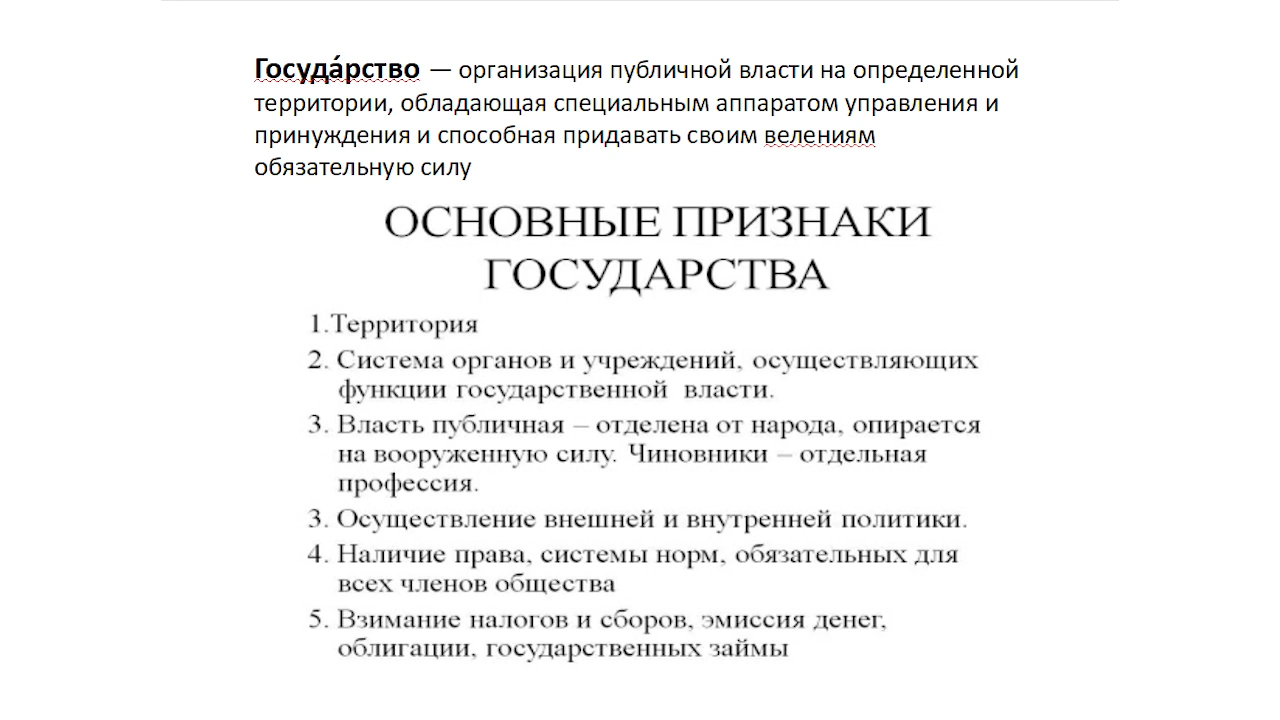 Госуда́рство — организация публичной власти на определенной
территории, обладающая специальным аппаратом управления и
принуждения и способная придавать своим велениям
обязательную силу
ОСНОВНЫЕ ПРИЗНАКИ
ГОСУДАРСТВА
1.Территория
2. Система органов и учреждений, осуществляющих
функции государственной власти.
3. Власть публичная – отделена от народа, опирается
на вооруженную силу. Чиновники – отдельная
профессия.
3. Осуществление внешней и внутренней политики.
4. Наличие права, системы норм, обязательных для
всех членов общества
5. Взимание налогов и сборов, эмиссия денег,
облигации, государственных займы